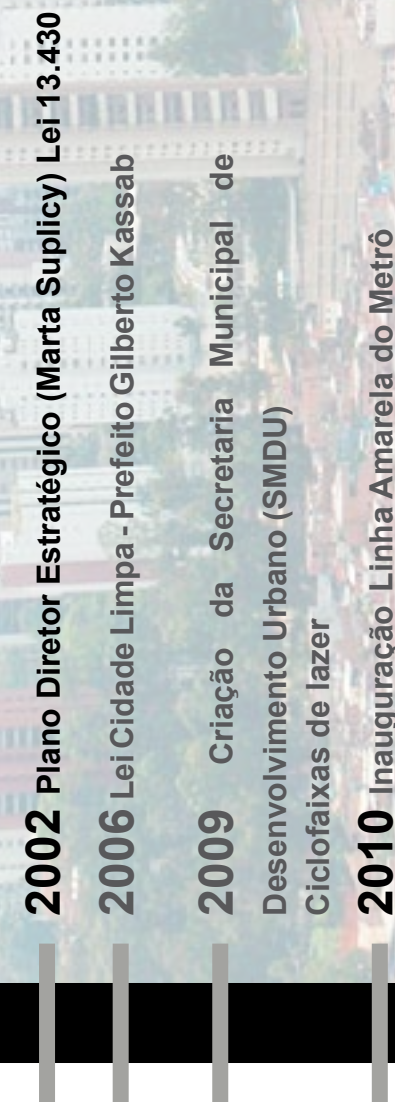 2002 Plano Diretor Estratégico (Marta Suplicy) Lei 13.430
2006 Lei Cidade Limpa - Prefeito Gilberto Kassab
2009 Criação da Secretaria Municipal de
Desenvolvimento Urbano (SMDU)
Ciclofaixas de lazer
2010 Inauguração Linha Amarela do Metrô